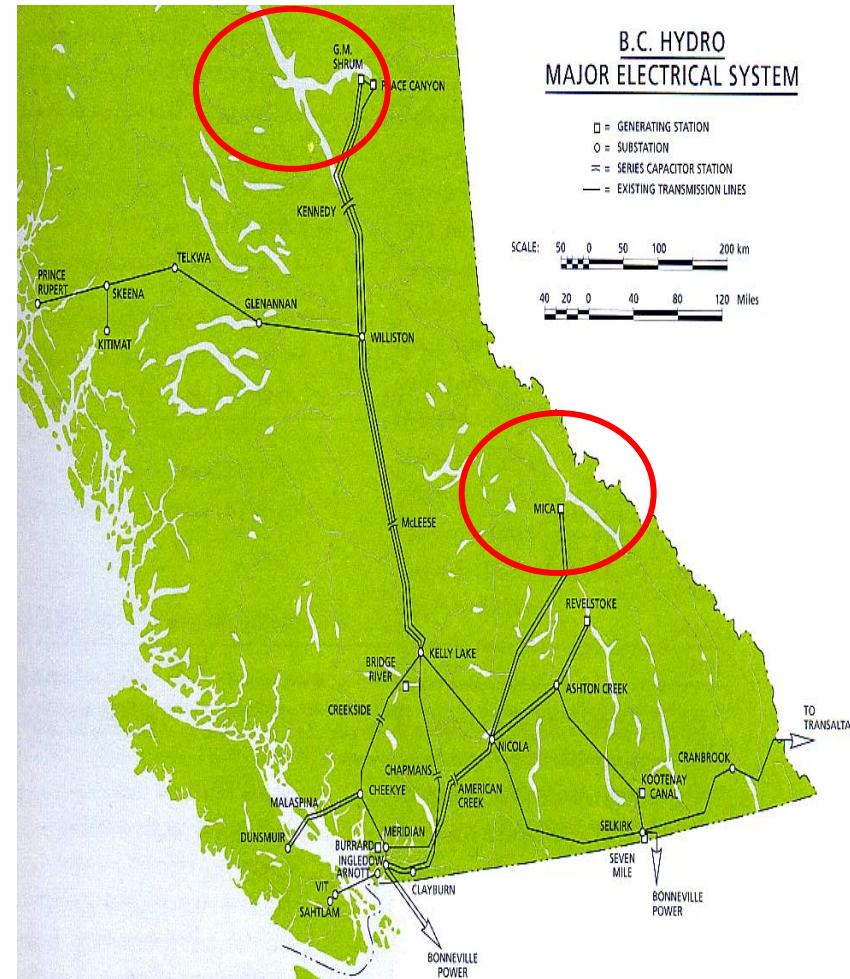 B.C. HYDRO
MAJOR ELECTRICAL SYSTEM
= GENERATING STATION
= SUBSTATION
= SERIES CAPACITOR STATION
= EXISTING TRANSMISSION LINES
SCALE: 50 0 50 100 200 km
40 20 0 40 80 120 Miles
G.M.
SHRUM
PEACE CANYON
KENNEDY
TELKWA
PRINCE
RUPERT
SKEENA
GLENANNAN
KITIMAT
WILLISTON
MICA
McLEESE
REVELSTOKE
KELLY LAKE
BRIDGE
RIVER
ASHTON CREEK
CREEKSIDE
TO
TRANSALTA
NICOLA
CRANBROOK
CHAPMANS
KOOTENAY
CANAL
CHEEKYE
AMERICAN
CREEK
MALASPINA
DUNSMUIR
MERIDIAN
BURRARD
INGLEDOW
ARNOTT
SELKIRK
SEVEN
MILE
CLAYBURN
VIT
SAHTLAM
BONNEVILLE
POWER
BONNEVILLE
POWER